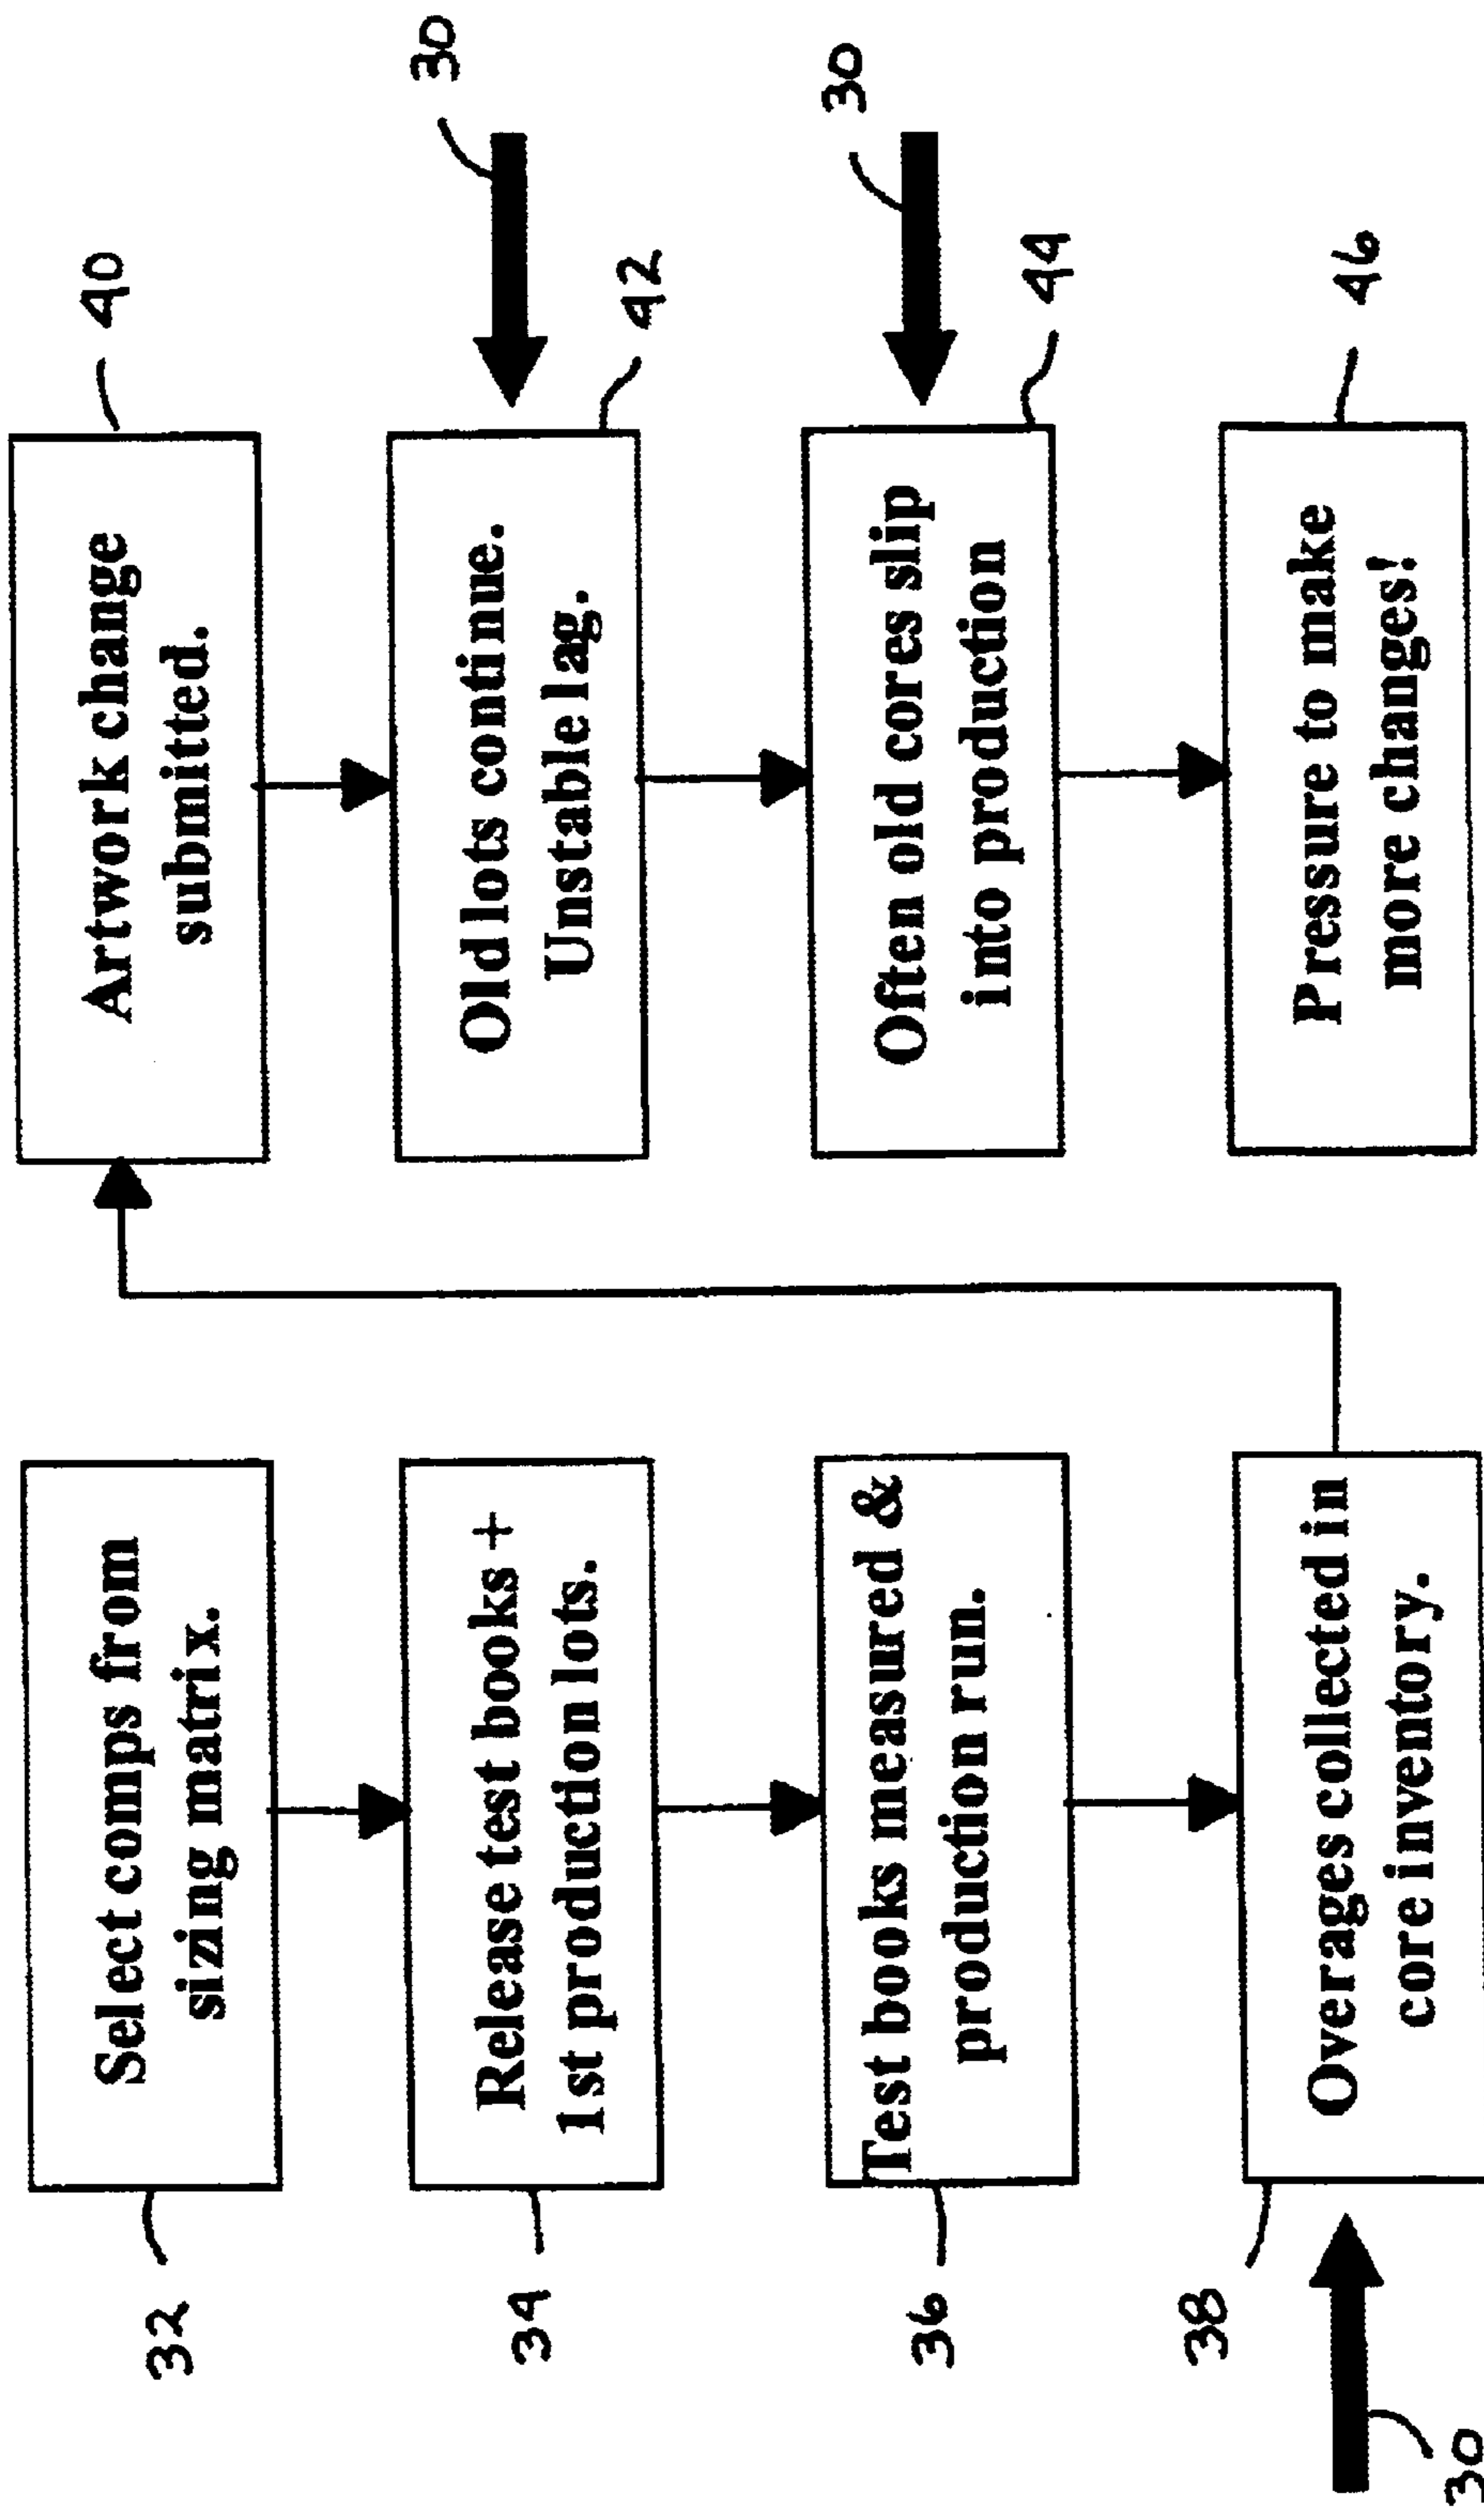 32
Select comps from
sizing matrix.
34
Release test books +
1st production lots.
36
Test books measured &
production run.
38
Overages collected in
core inventory.
30
40
Artwork change
submitted.
30
42
Old lots continue.
Unstable lag.
30
44
Often old cores slip
into production
46
Pressure to make
more changes!